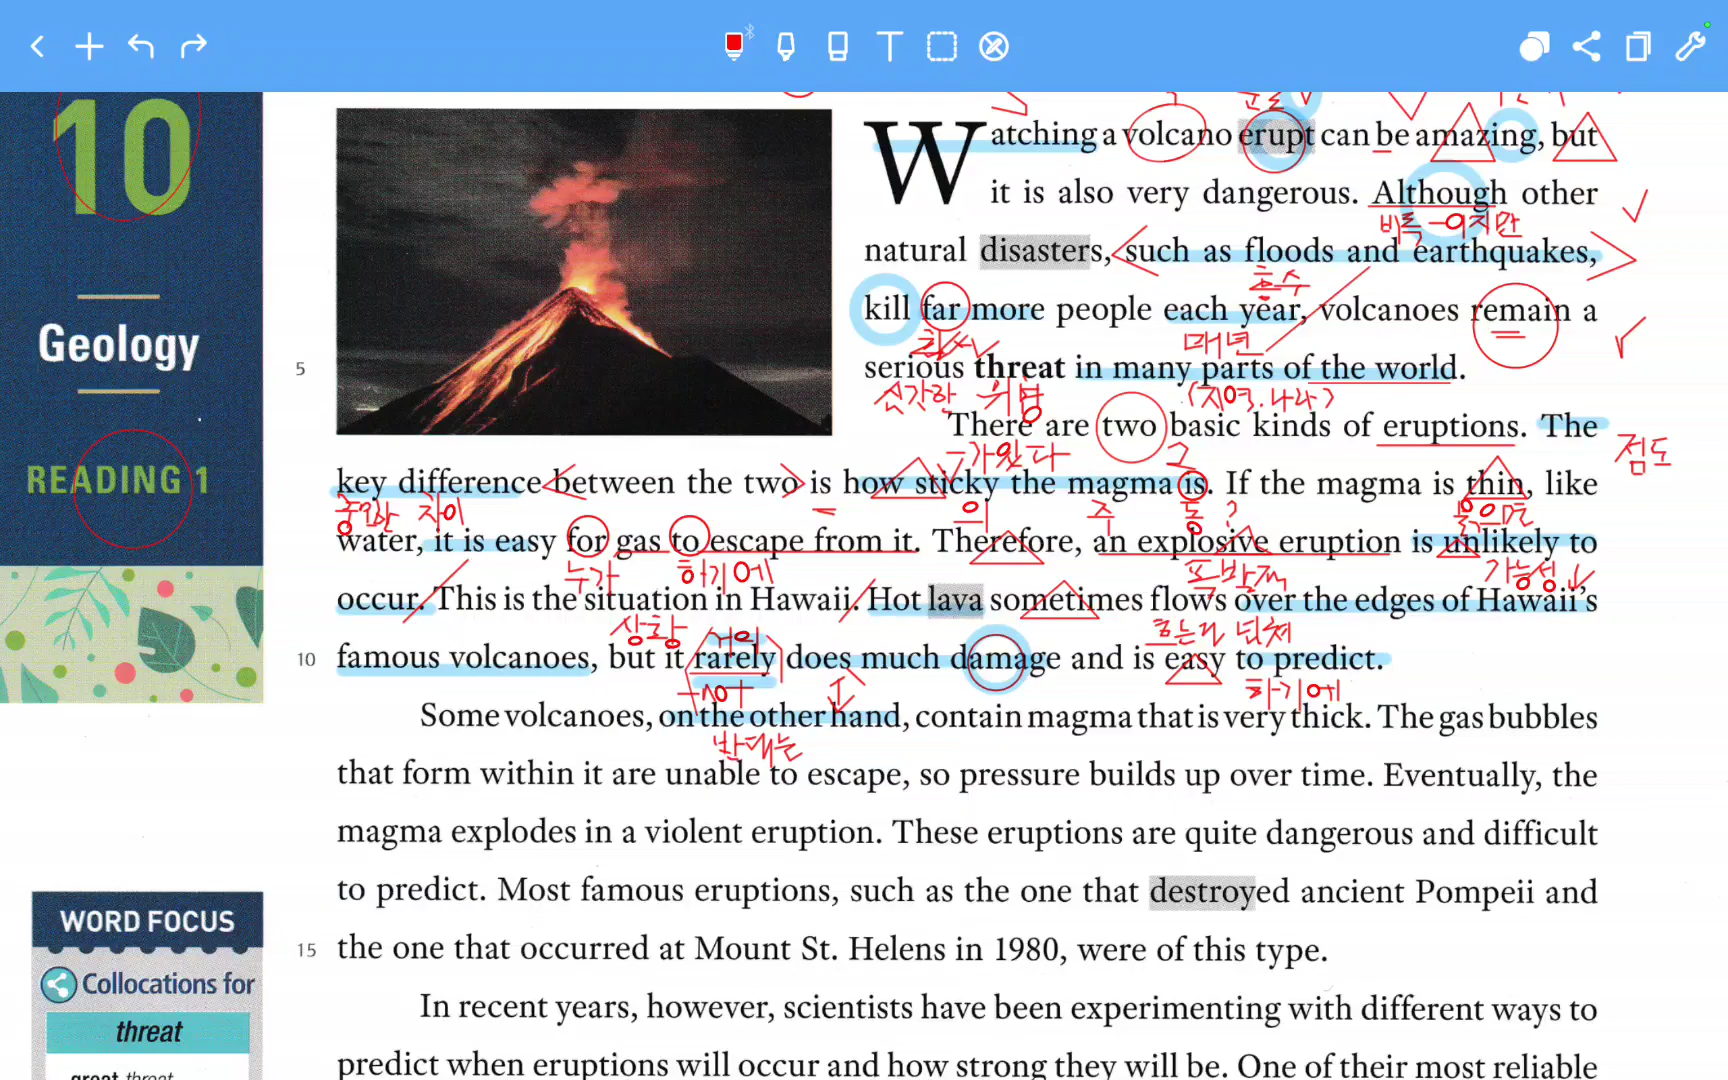 10
Geology
READING 1
Watching a volcano erupt can be amazing, but
it is also very dangerous. Although other
비록 -이지만
natural disasters, such as floods and earthquakes,
홍수
kill far more people each year, volcanoes remain a
훨씬
매년
5
serious threat in many parts of the world.
심각한 위협
(지역.나라)
There are two basic kinds of eruptions. The
-가 있다
그
점도
key difference between the two is how sticky the magma is. If the magma is thin, like
중요한 차이
주
동
?
묽으면
water, it is easy for gas to escape from it. Therefore, an explosive eruption is unlikely to
누가
하기에
폭발적
가능성↓
occur. This is the situation in Hawaii. Hot lava sometimes flows over the edges of Hawaii's
상황
거의
흐른다 넘쳐
10
famous volcanoes, but it rarely does much damage and is easy to predict.
not
하기에
Some volcanoes, on the other hand, contain magma that is very thick. The gas bubbles
반대는
that form within it are unable to escape, so pressure builds up over time. Eventually, the
magma explodes in a violent eruption. These eruptions are quite dangerous and difficult
to predict. Most famous eruptions, such as the one that destroyed ancient Pompeii and
15
the one that occurred at Mount St. Helens in 1980, were of this type.
In recent years, however, scientists have been experimenting with different ways to
predict when eruptions will occur and how strong they will be. One of their most reliable
WORD FOCUS
Collocations for
threat
great threat